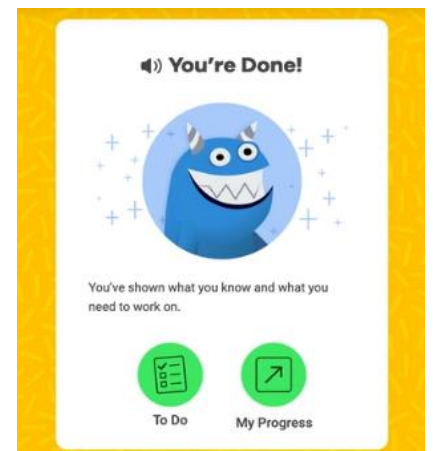 You're Done!
You've shown what you know and what you
need to work on.
To Do
My Progress